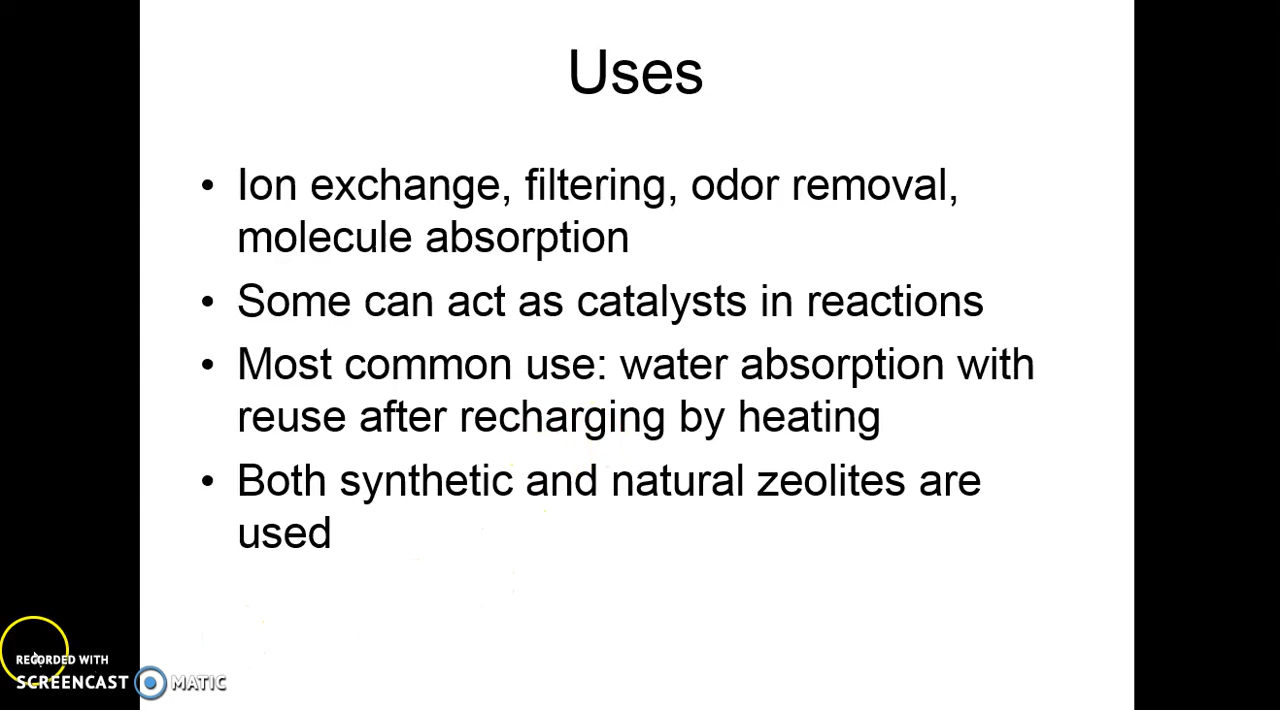 Uses
• Ion exchange, filtering, odor removal,
molecule absorption
• Some can act as catalysts in reactions
• Most common use: water absorption with
reuse after recharging by heating
• Both synthetic and natural zeolites are
used
RECORDED WITH
SCREENCAST MATIC